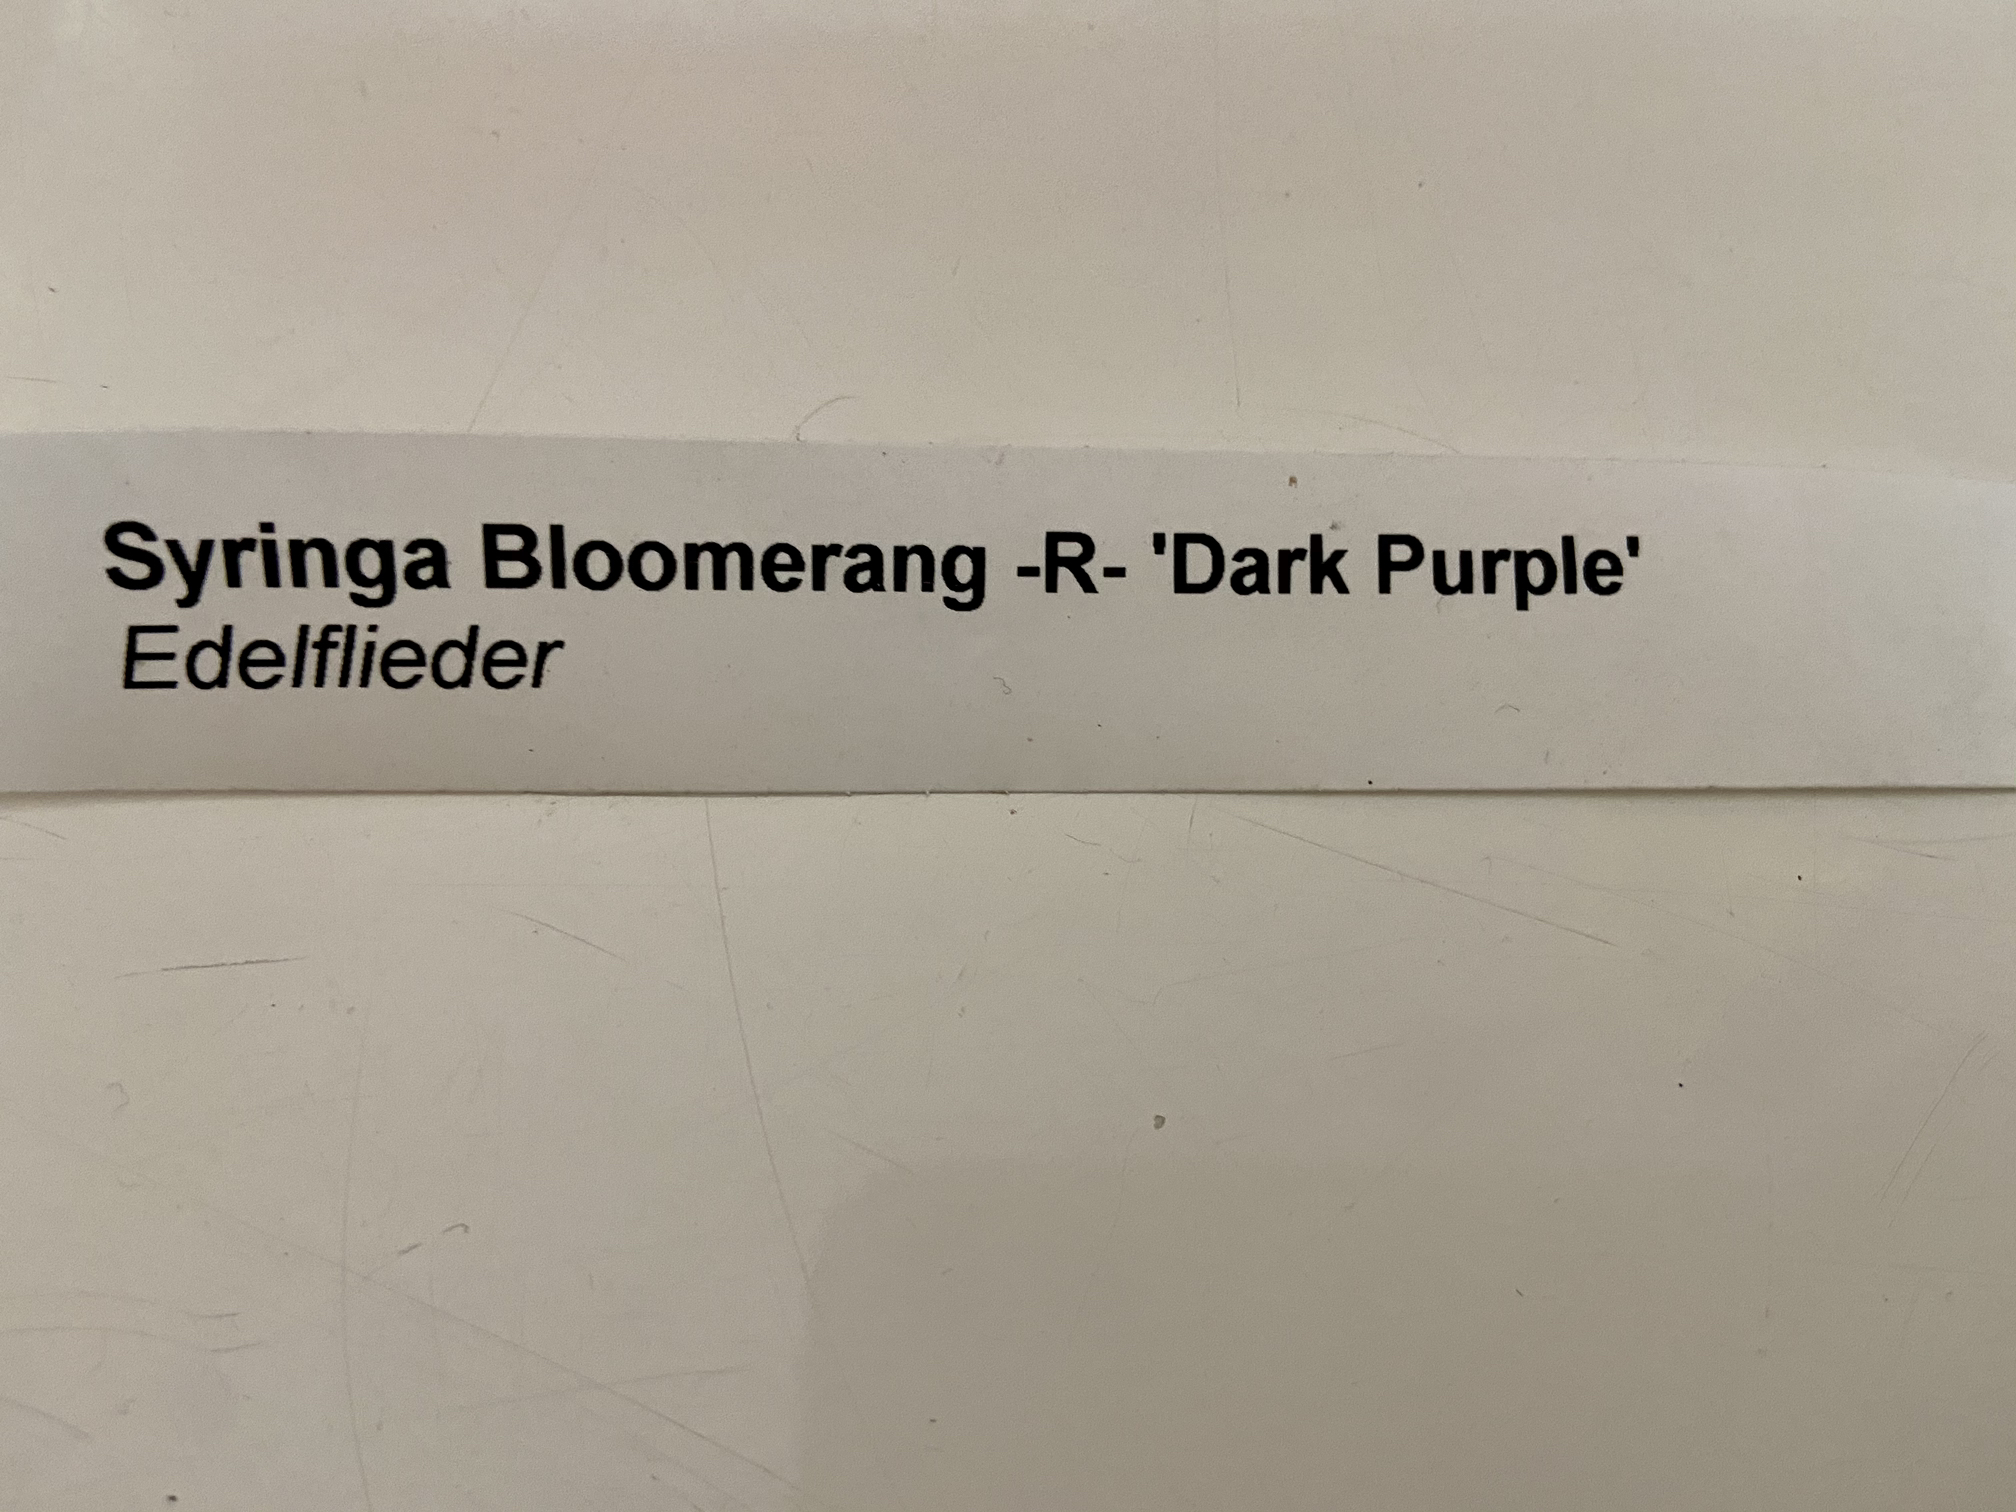 Syringa Bloomerang -R- 'Dark Purple'
Edelflieder